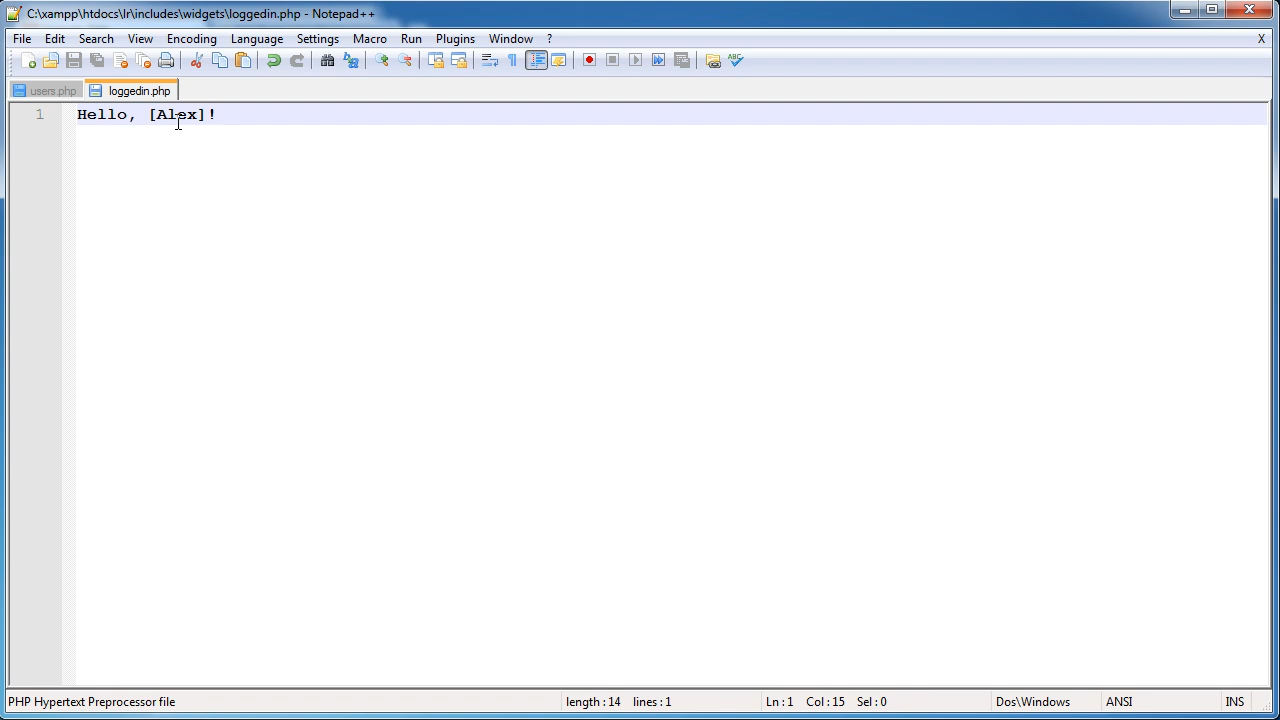 C:\xampp\htdocs\lr\includes\widgets\loggedin.php - Notepad++
File Edit Search View Encoding Language Settings Macro Run Plugins Window ? X
users.php loggedin.php
1 Hello, [Alex]!
PHP Hypertext Preprocessor file length : 14 lines : 1 Ln : 1 Col : 15 Sel : 0 Dos\Windows ANSI INS